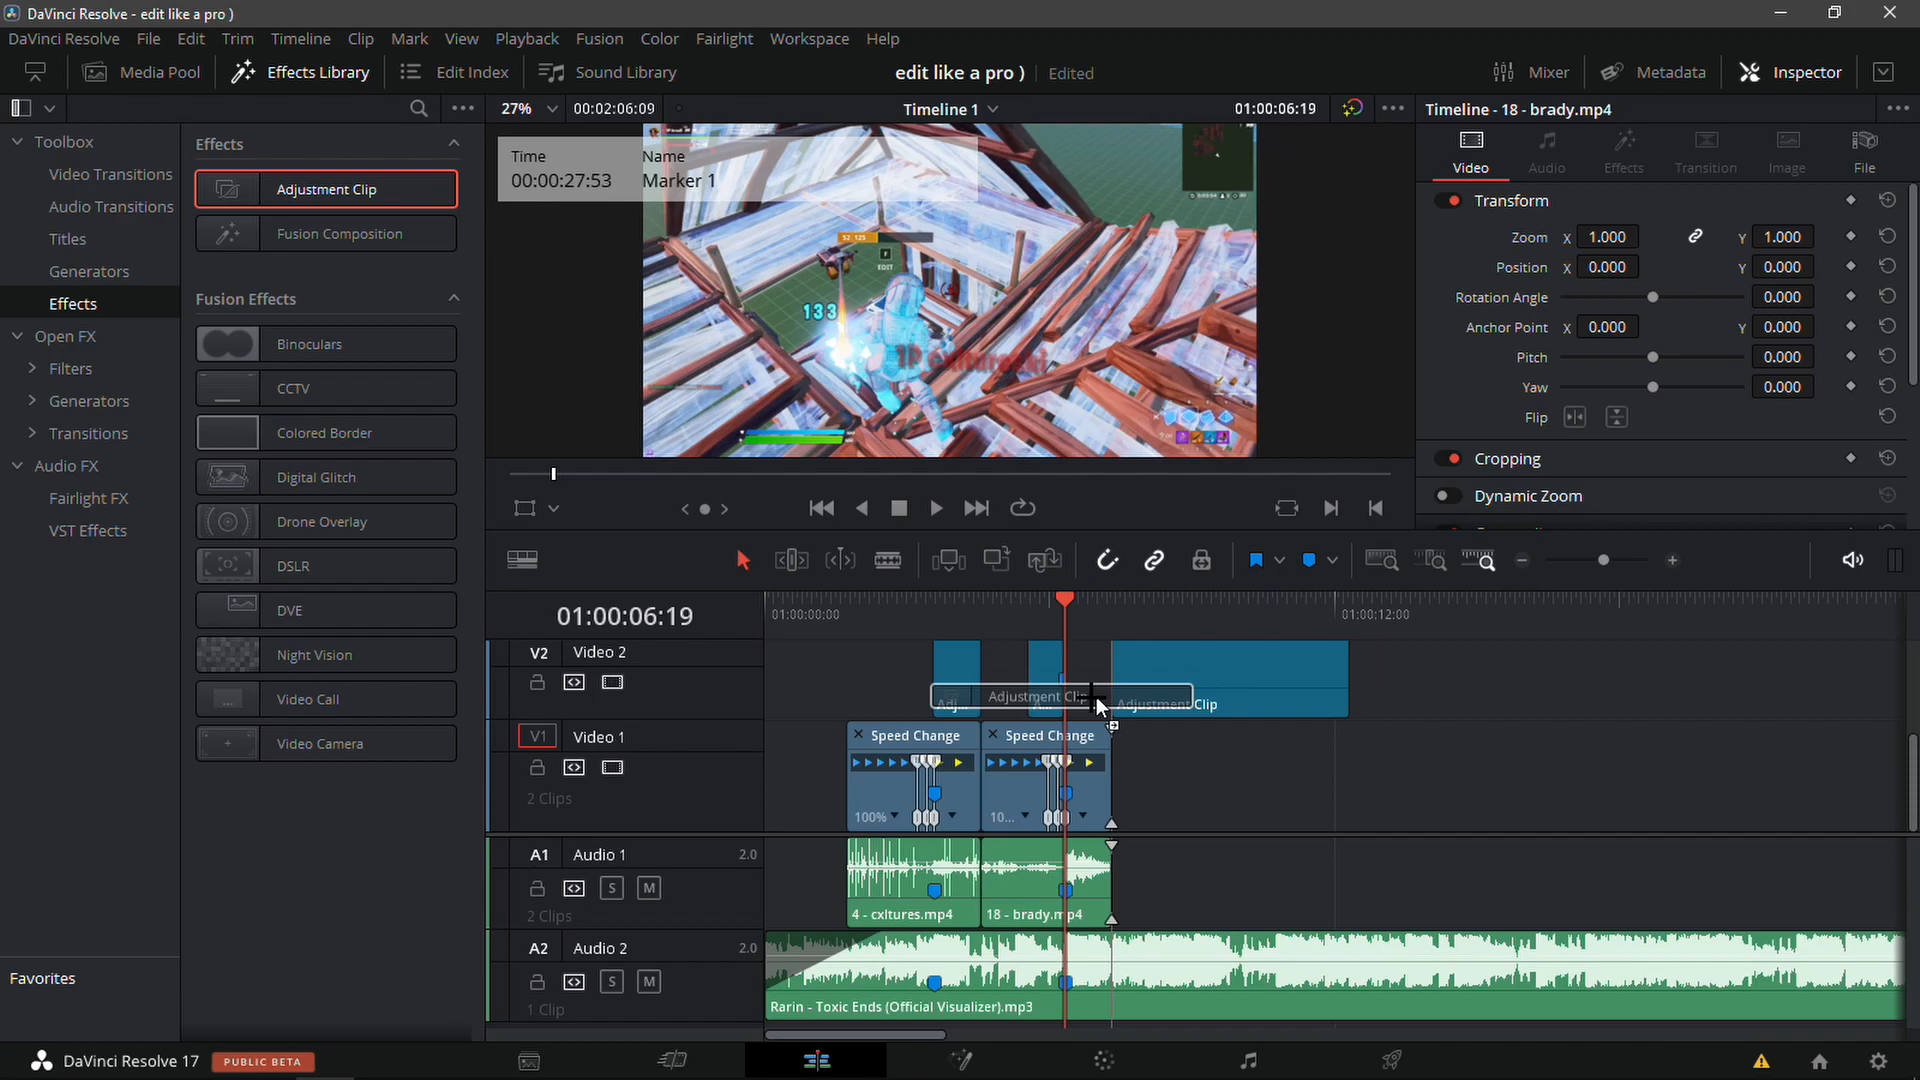 DaVinci Resolve - edit like a pro )
DaVinci Resolve File Edit Trim Timeline Clip Mark View Playback Fusion Color Fairlight Workspace Help
Media Pool Effects Library Edit Index Sound Library edit like a pro ) Edited Mixer Metadata Inspector
27% 00:02:06:09 Timeline 1 01:00:06:19 Timeline - 18 - brady.mp4
Toolbox
Video Transitions
Audio Transitions
Titles
Generators
Effects
Open FX
Filters
Generators
Transitions
Audio FX
Fairlight FX
VST Effects
Favorites
Effects
Adjustment Clip
Fusion Composition
Fusion Effects
Binoculars
CCTV
Colored Border
Digital Glitch
Drone Overlay
DSLR
DVE
Night Vision
Video Call
Video Camera
Time Name
00:00:27:53 Marker 1
52 125
EDIT
133
Video Audio Effects Transition Image File
Transform
Zoom X 1.000 Y 1.000
Position X 0.000 Y 0.000
Rotation Angle 0.000
Anchor Point X 0.000 Y 0.000
Pitch 0.000
Yaw 0.000
Flip
Cropping
Dynamic Zoom
01:00:06:19 01:00:00:00 01:00:12:00
V2 Video 2
Adj...
A...
Adjustment Clip
Adjustment Clip
V1 Video 1
2 Clips
Speed Change Speed Change
100% 10...
A1 Audio 1 2.0
S M
2 Clips
4 - cxltures.mp4 18 - brady.mp4
A2 Audio 2 2.0
S M
1 Clip
Rarin - Toxic Ends (Official Visualizer).mp3
DaVinci Resolve 17 PUBLIC BETA